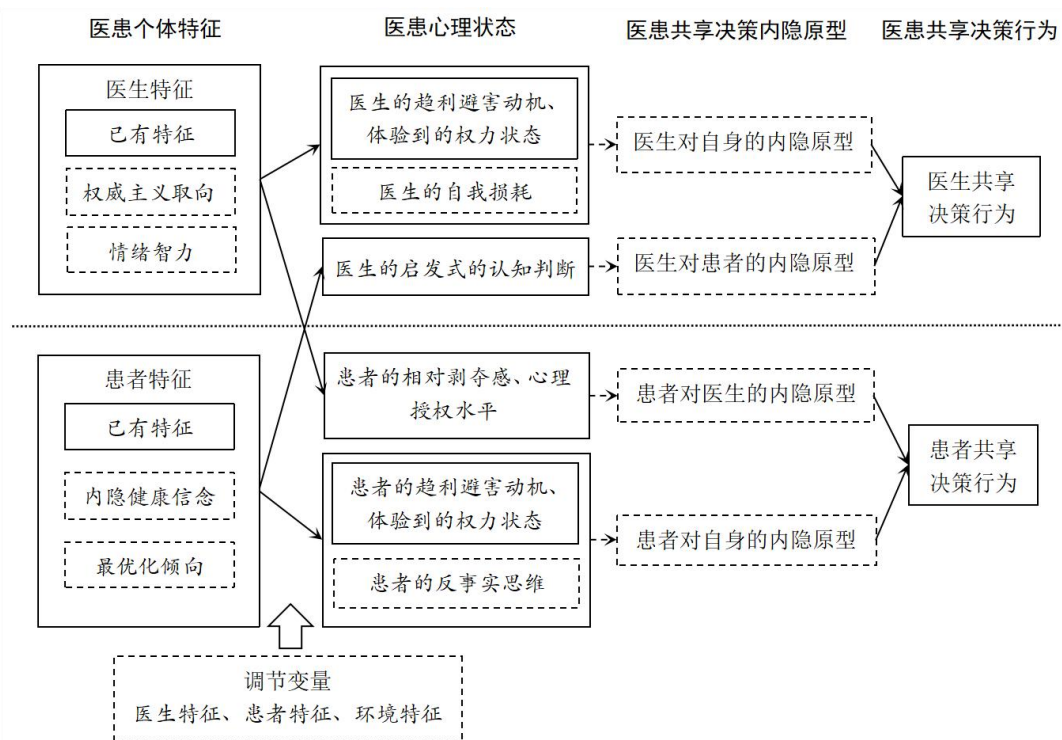 医患个体特征
医患心理状态
医患共享决策内隐原型
医患共享决策行为
医生特征
已有特征
权威主义取向
情绪智力
医生的趋利避害动机、
体验到的权力状态
医生的自我损耗
医生的启发式的认知判断
医生对自身的内隐原型
医生对患者的内隐原型
医生共享
决策行为
患者特征
已有特征
内隐健康信念
最优化倾向
患者的相对剥夺感、心理
授权水平
患者的趋利避害动机、
体验到的权力状态
患者的反事实思维
患者对医生的内隐原型
患者对自身的内隐原型
患者共享
决策行为
调节变量
医生特征、患者特征、环境特征